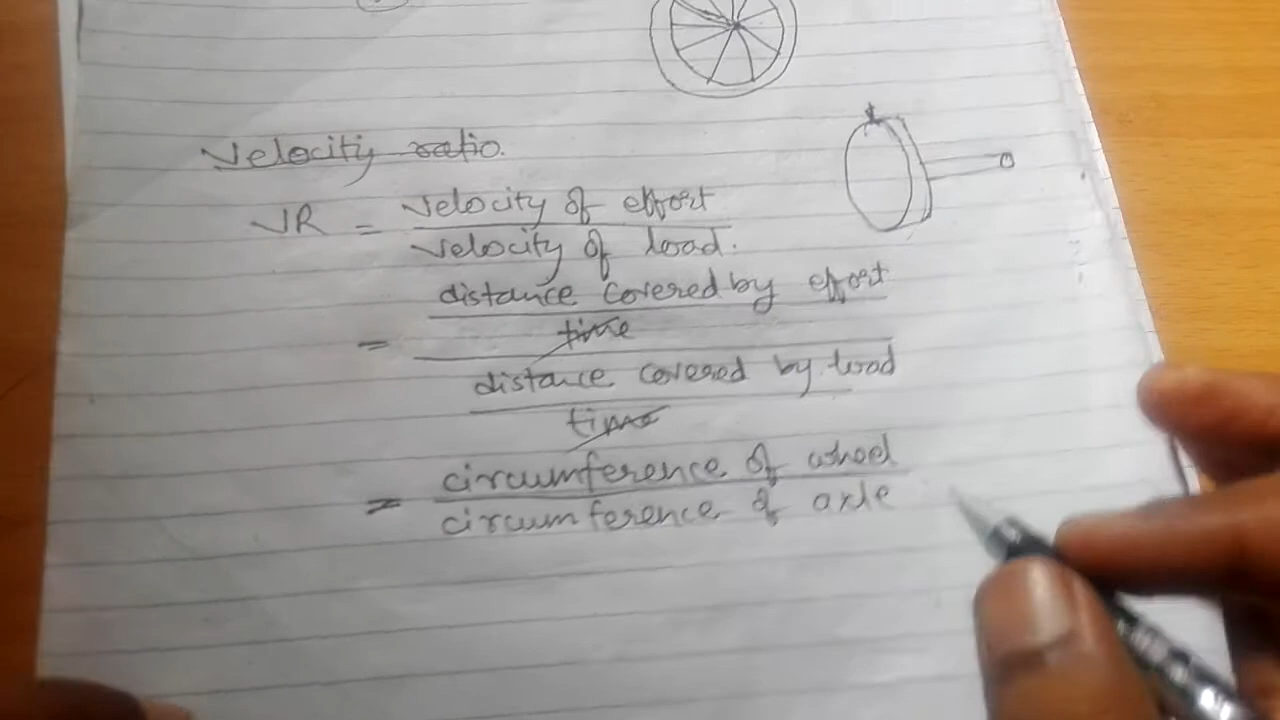 Velocity ratio.
VR = velocity of effort
velocity of load.
distance covered by effort
= time
distance covered by load
time
= circumference of wheel
circumference of axle